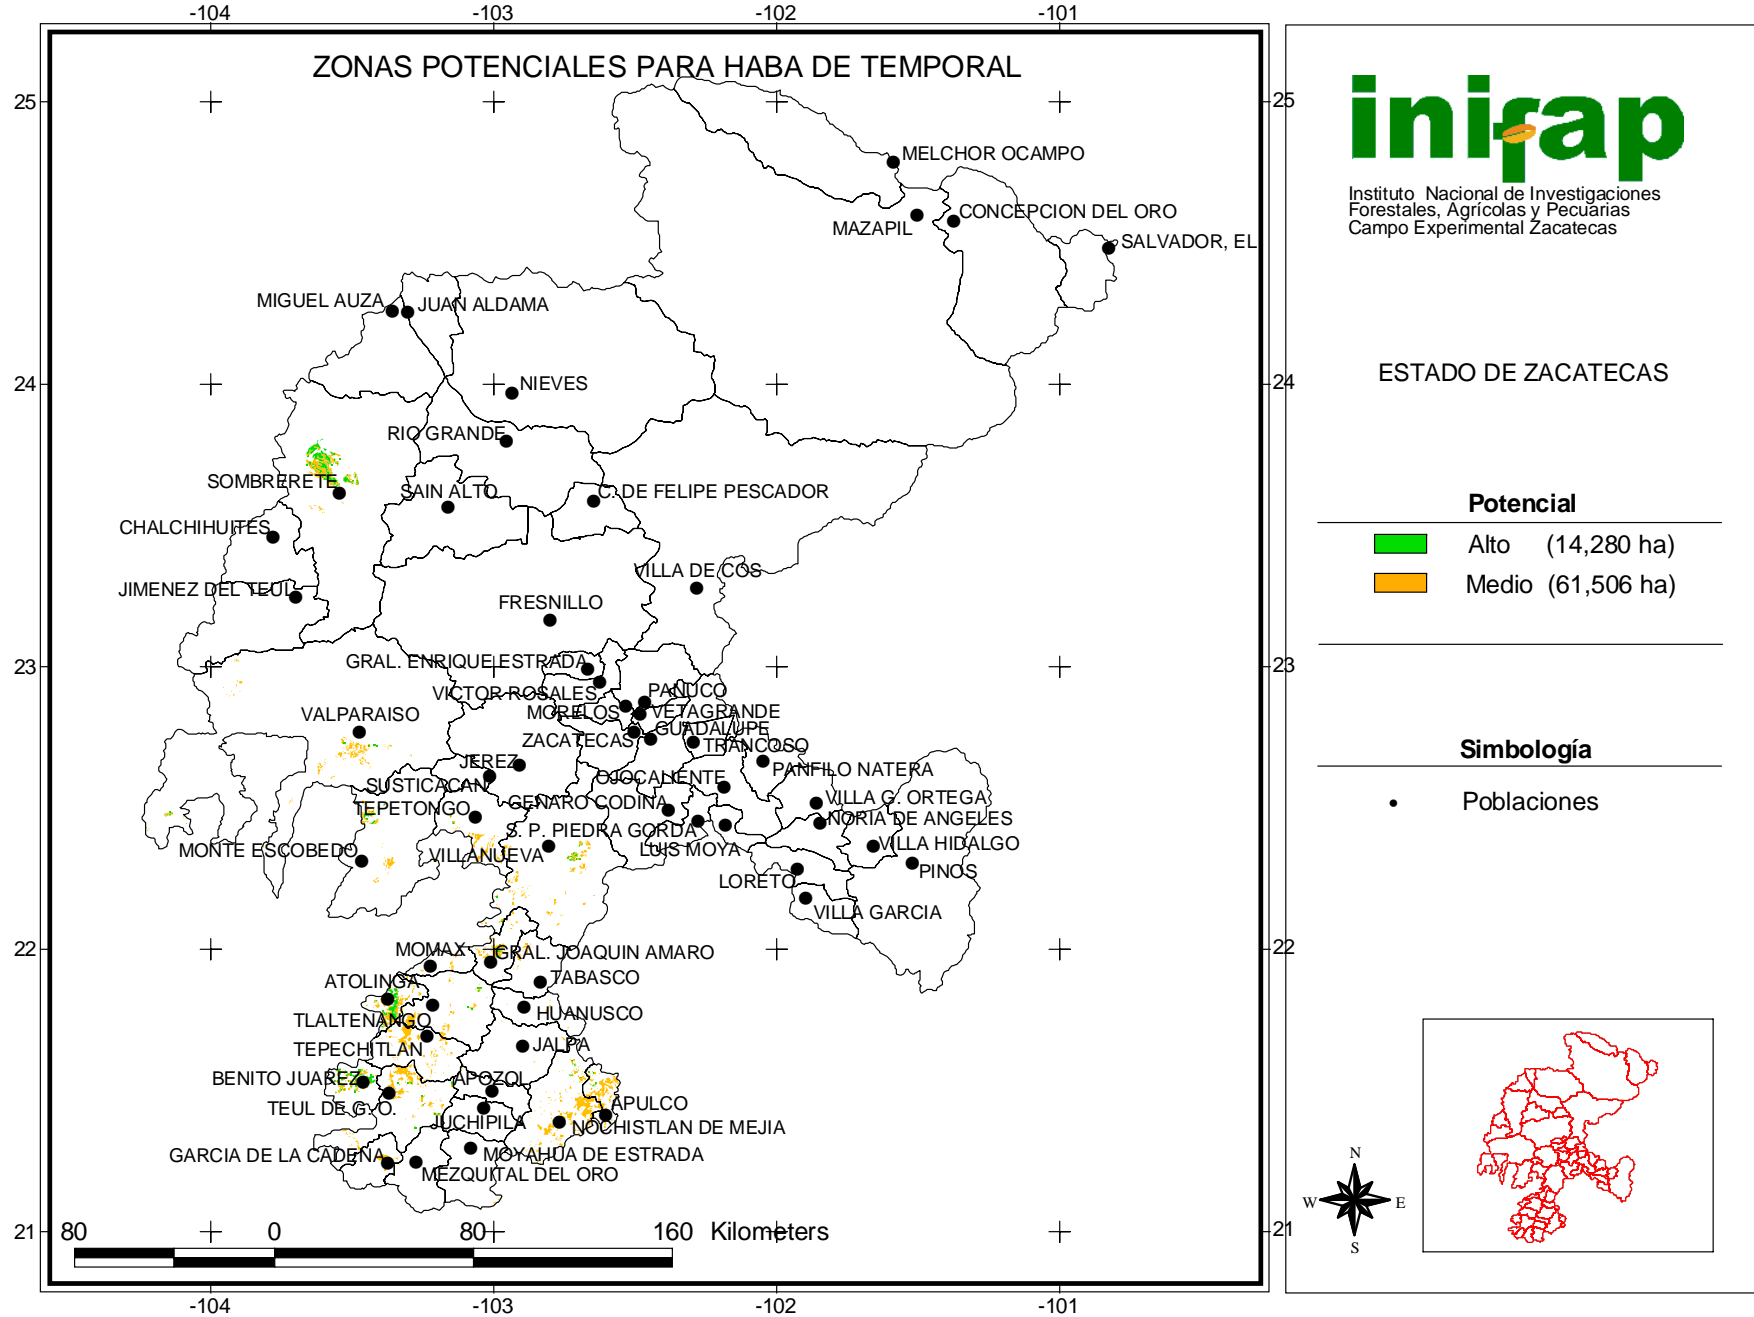 -104 -103 -102 -101
ZONAS POTENCIALES PARA HABA DE TEMPORAL
25 25
MELCHOR OCAMPO
CONCEPCION DEL ORO
MAZAPIL
SALVADOR, EL
MIGUEL AUZA
JUAN ALDAMA
24 24
NIEVES
RIO GRANDE
SOMBRERETE
SAIN ALTO
C. DE FELIPE PESCADOR
CHALCHIHUITES
VILLA DE COS
JIMENEZ DEL TEUL
FRESNILLO
23 23
GRAL. ENRIQUE ESTRADA
VICTOR ROSALES
PANUCO
VALPARAISO
MORELOS
VETAGRANDE
GUADALUPE
ZACATECAS
TRANCOSO
JEREZ
PANFILO NATERA
OJOCALIENTE
SUSTICACAN
VILLA G. ORTEGA
TEPETONGO
GENARO CODINA
NORIA DE ANGELES
S. P. PIEDRA GORDA
VILLA HIDALGO
MONTE ESCOBEDO
VILLANUEVA
LUIS MOYA
PINOS
LORETO
VILLA GARCIA
22 22
MOMAX
GRAL. JOAQUIN AMARO
ATOLINGA
TABASCO
TLALTENANGO
HUANUSCO
TEPECHITLAN
JALPA
BENITO JUAREZ
APOZOL
TEUL DE G. O.
APULCO
JUCHIPILA
NOCHISTLAN DE MEJIA
GARCIA DE LA CADENA
MOYAHUA DE ESTRADA
MEZQUITAL DEL ORO
21 21
80 0 80 160 Kilometers
-104 -103 -102 -101
inifap
Instituto Nacional de Investigaciones
Forestales, Agrícolas y Pecuarias
Campo Experimental Zacatecas
ESTADO DE ZACATECAS
Potencial
Alto (14,280 ha)
Medio (61,506 ha)
Simbología
Poblaciones
N
W E
S